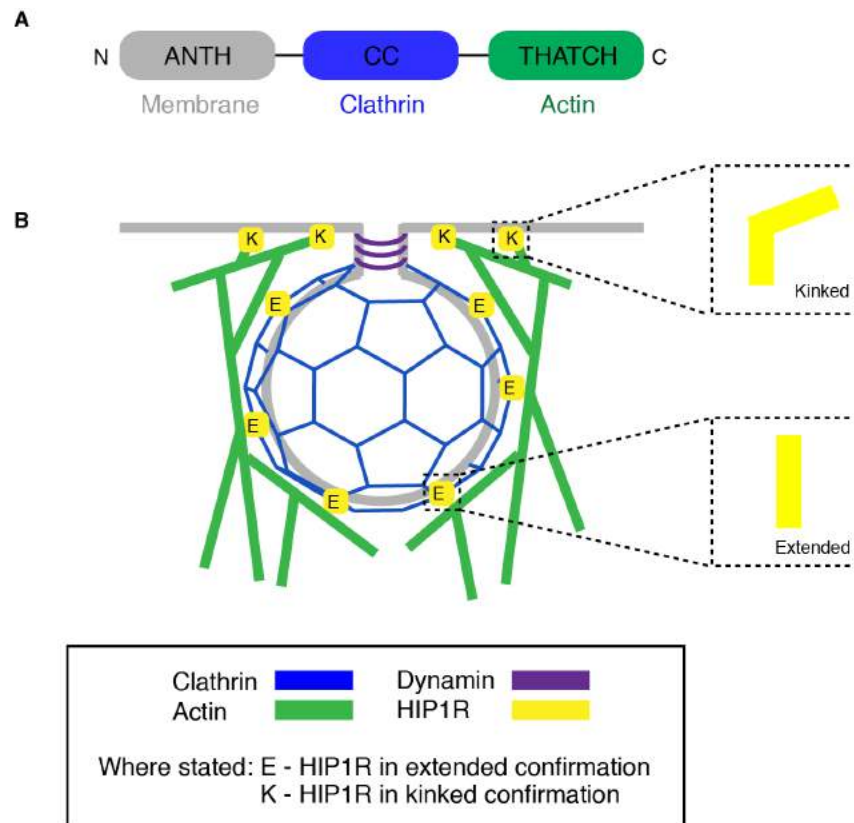 A
N ANTH CC THATCH C
Membrane Clathrin Actin
B
K K K K
Kinked
E E
E
E
E E
Extended
Clathrin Dynamin
Actin HIP1R
Where stated: E - HIP1R in extended confirmation
K - HIP1R in kinked confirmation